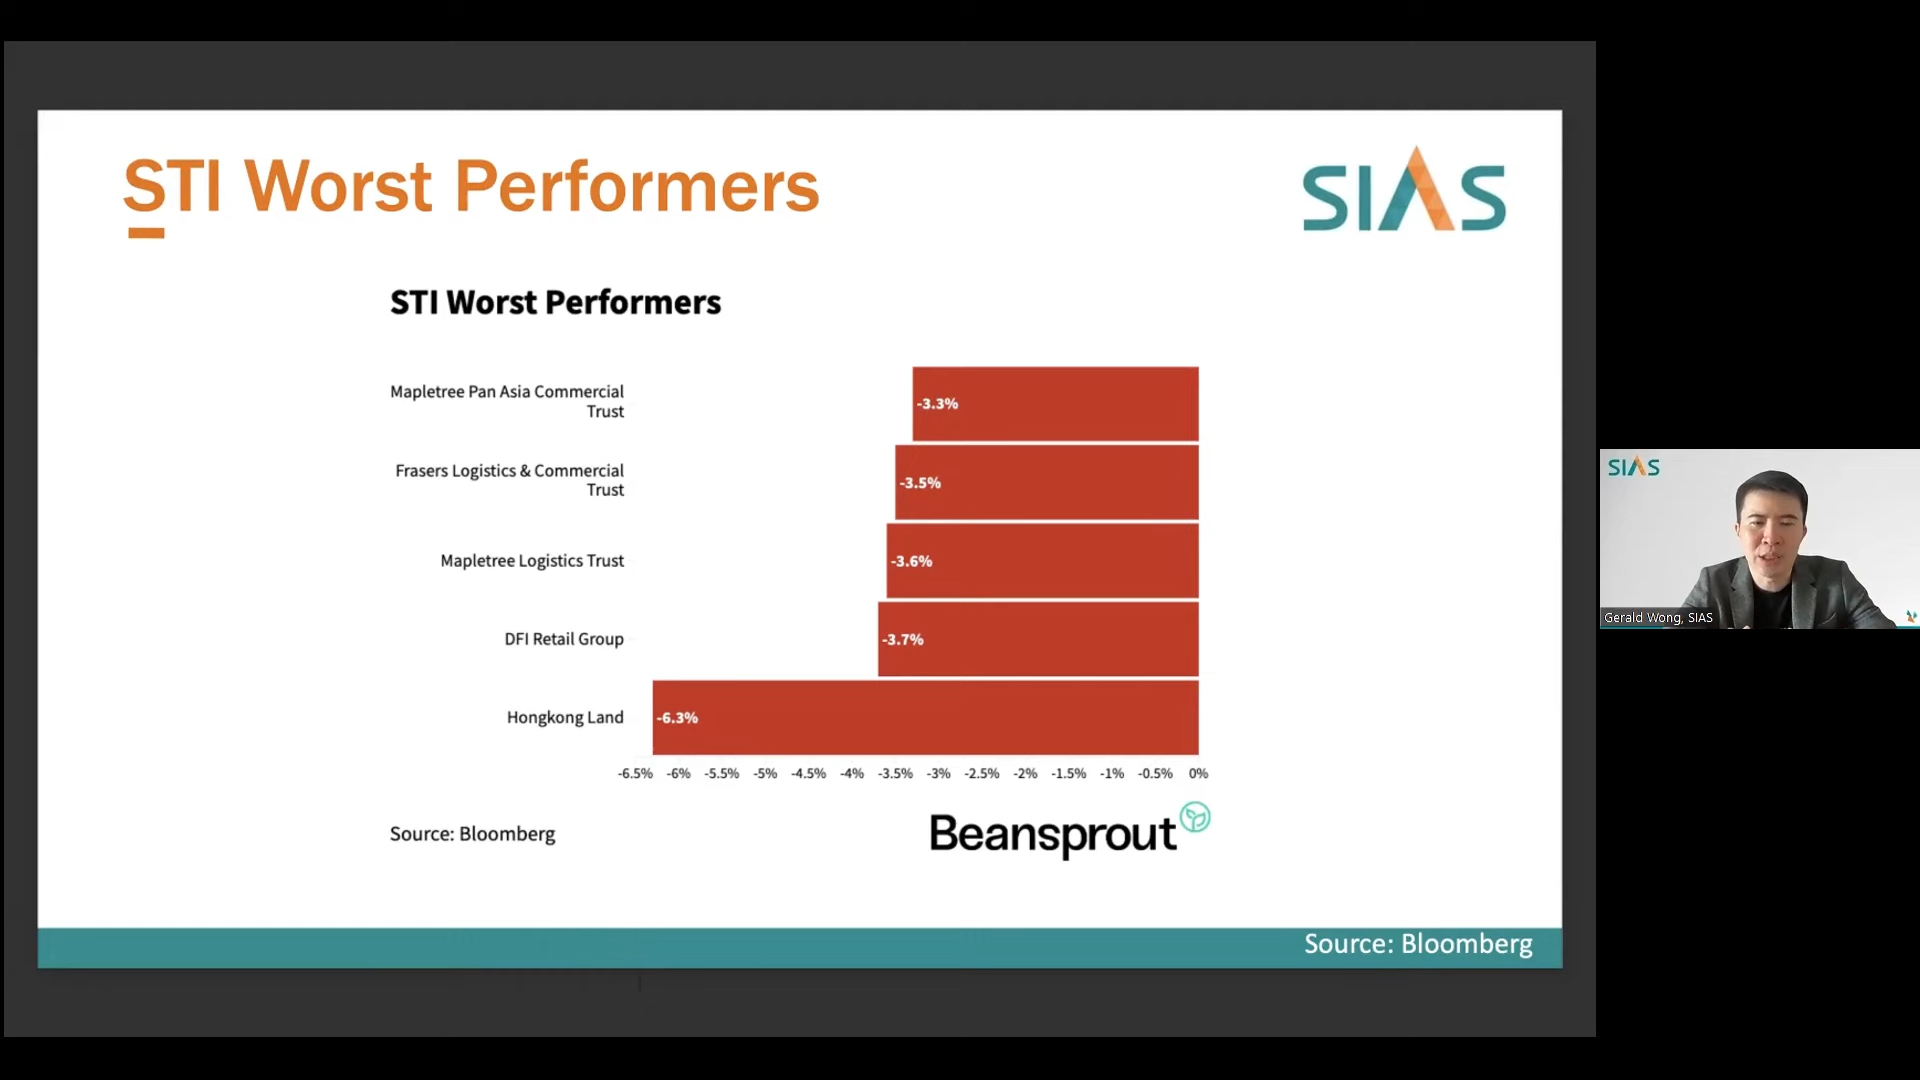 STI Worst Performers
SIAS
STI Worst Performers
Mapletree Pan Asia Commercial
Trust
-3.3%
Frasers Logistics & Commercial
Trust
-3.5%
Mapletree Logistics Trust
-3.6%
DFI Retail Group
-3.7%
Hongkong Land
-6.3%
-6.5% -6% -5.5% -5% -4.5% -4% -3.5% -3% -2.5% -2% -1.5% -1% -0.5% 0%
Source: Bloomberg
Beansprout
Source: Bloomberg
SIAS
Gerald Wong, SIAS